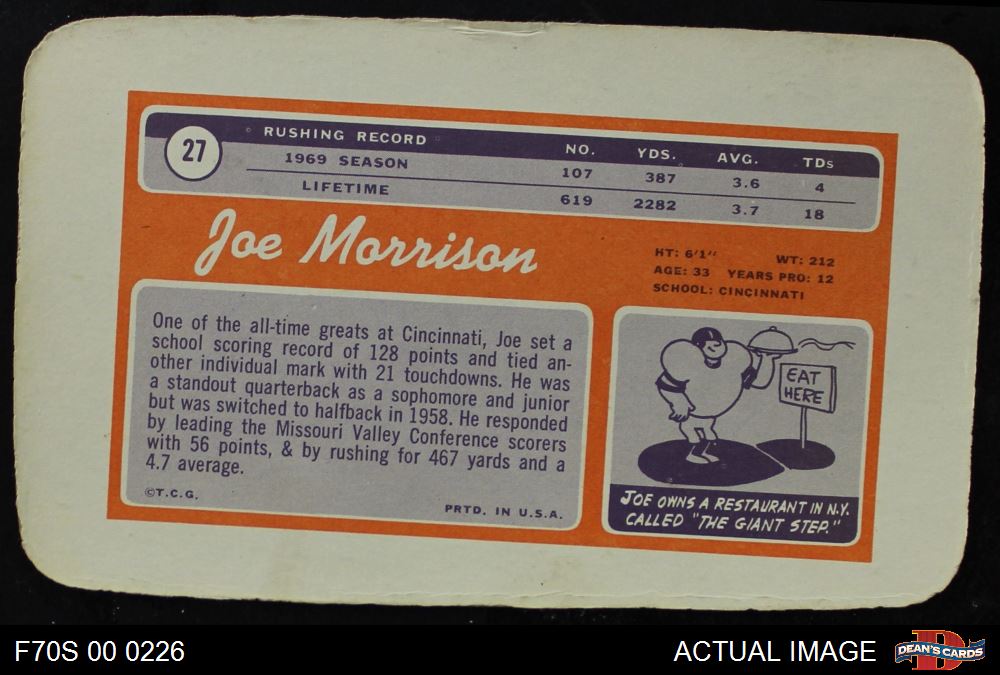 27
RUSHING RECORD NO. YDS. AVG. TDs
1969 SEASON 107 387 3.6 4
LIFETIME 619 2282 3.7 18
Joe Morrison
HT: 6'1" WT: 212
AGE: 33 YEARS PRO: 12
SCHOOL: CINCINNATI
One of the all-time greats at Cincinnati, Joe set a
school scoring record of 128 points and tied an-
other individual mark with 21 touchdowns. He was
a standout quarterback as a sophomore and junior
but was switched to halfback in 1958. He responded
by leading the Missouri Valley Conference scorers
with 56 points, & by rushing for 467 yards and a
4.7 average.
©T.C.G.
PRTD. IN U.S.A.
EAT
HERE
JOE OWNS A RESTAURANT IN N.Y.
CALLED "THE GIANT STEP."
F70S 00 0226
ACTUAL IMAGE
D
DEAN'S CARDS